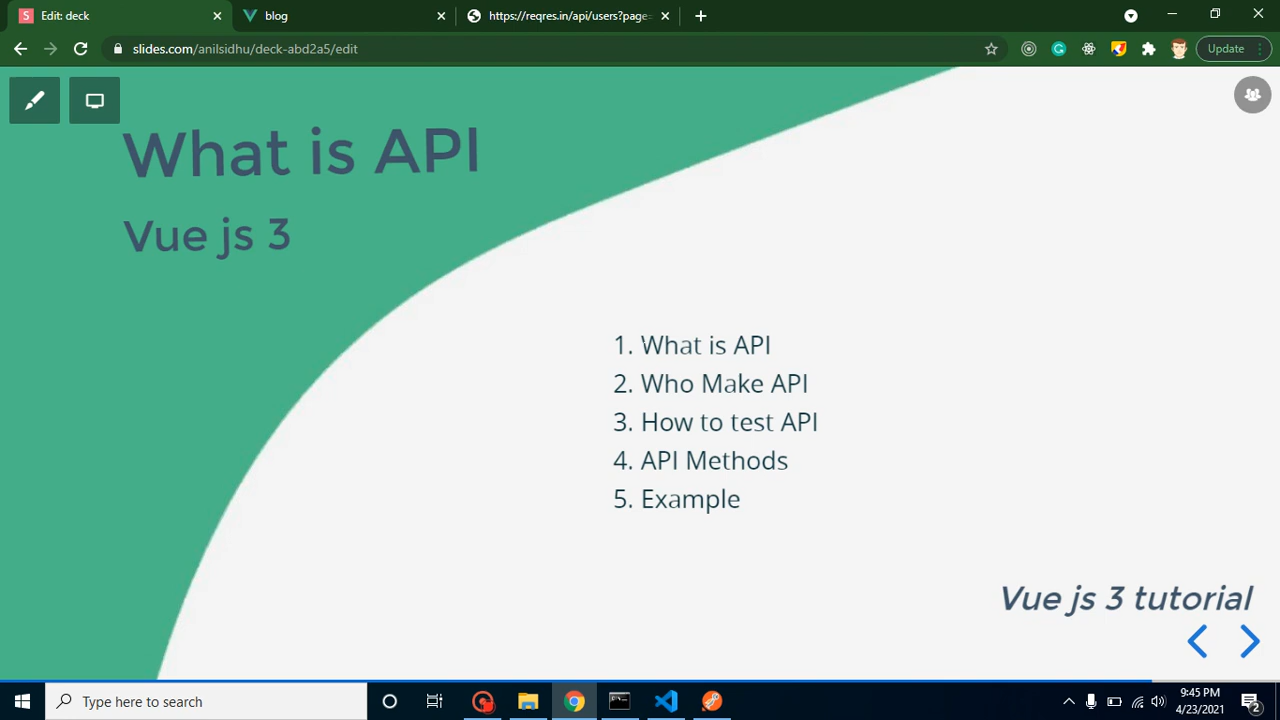 Edit: deck
blog
https://reqres.in/api/users?page=
slides.com/anilsidhu/deck-abd2a5/edit
Update
What is API
Vue js 3
1. What is API
2. Who Make API
3. How to test API
4. API Methods
5. Example
Vue js 3 tutorial
Type here to search
9:45 PM
4/23/2021
2